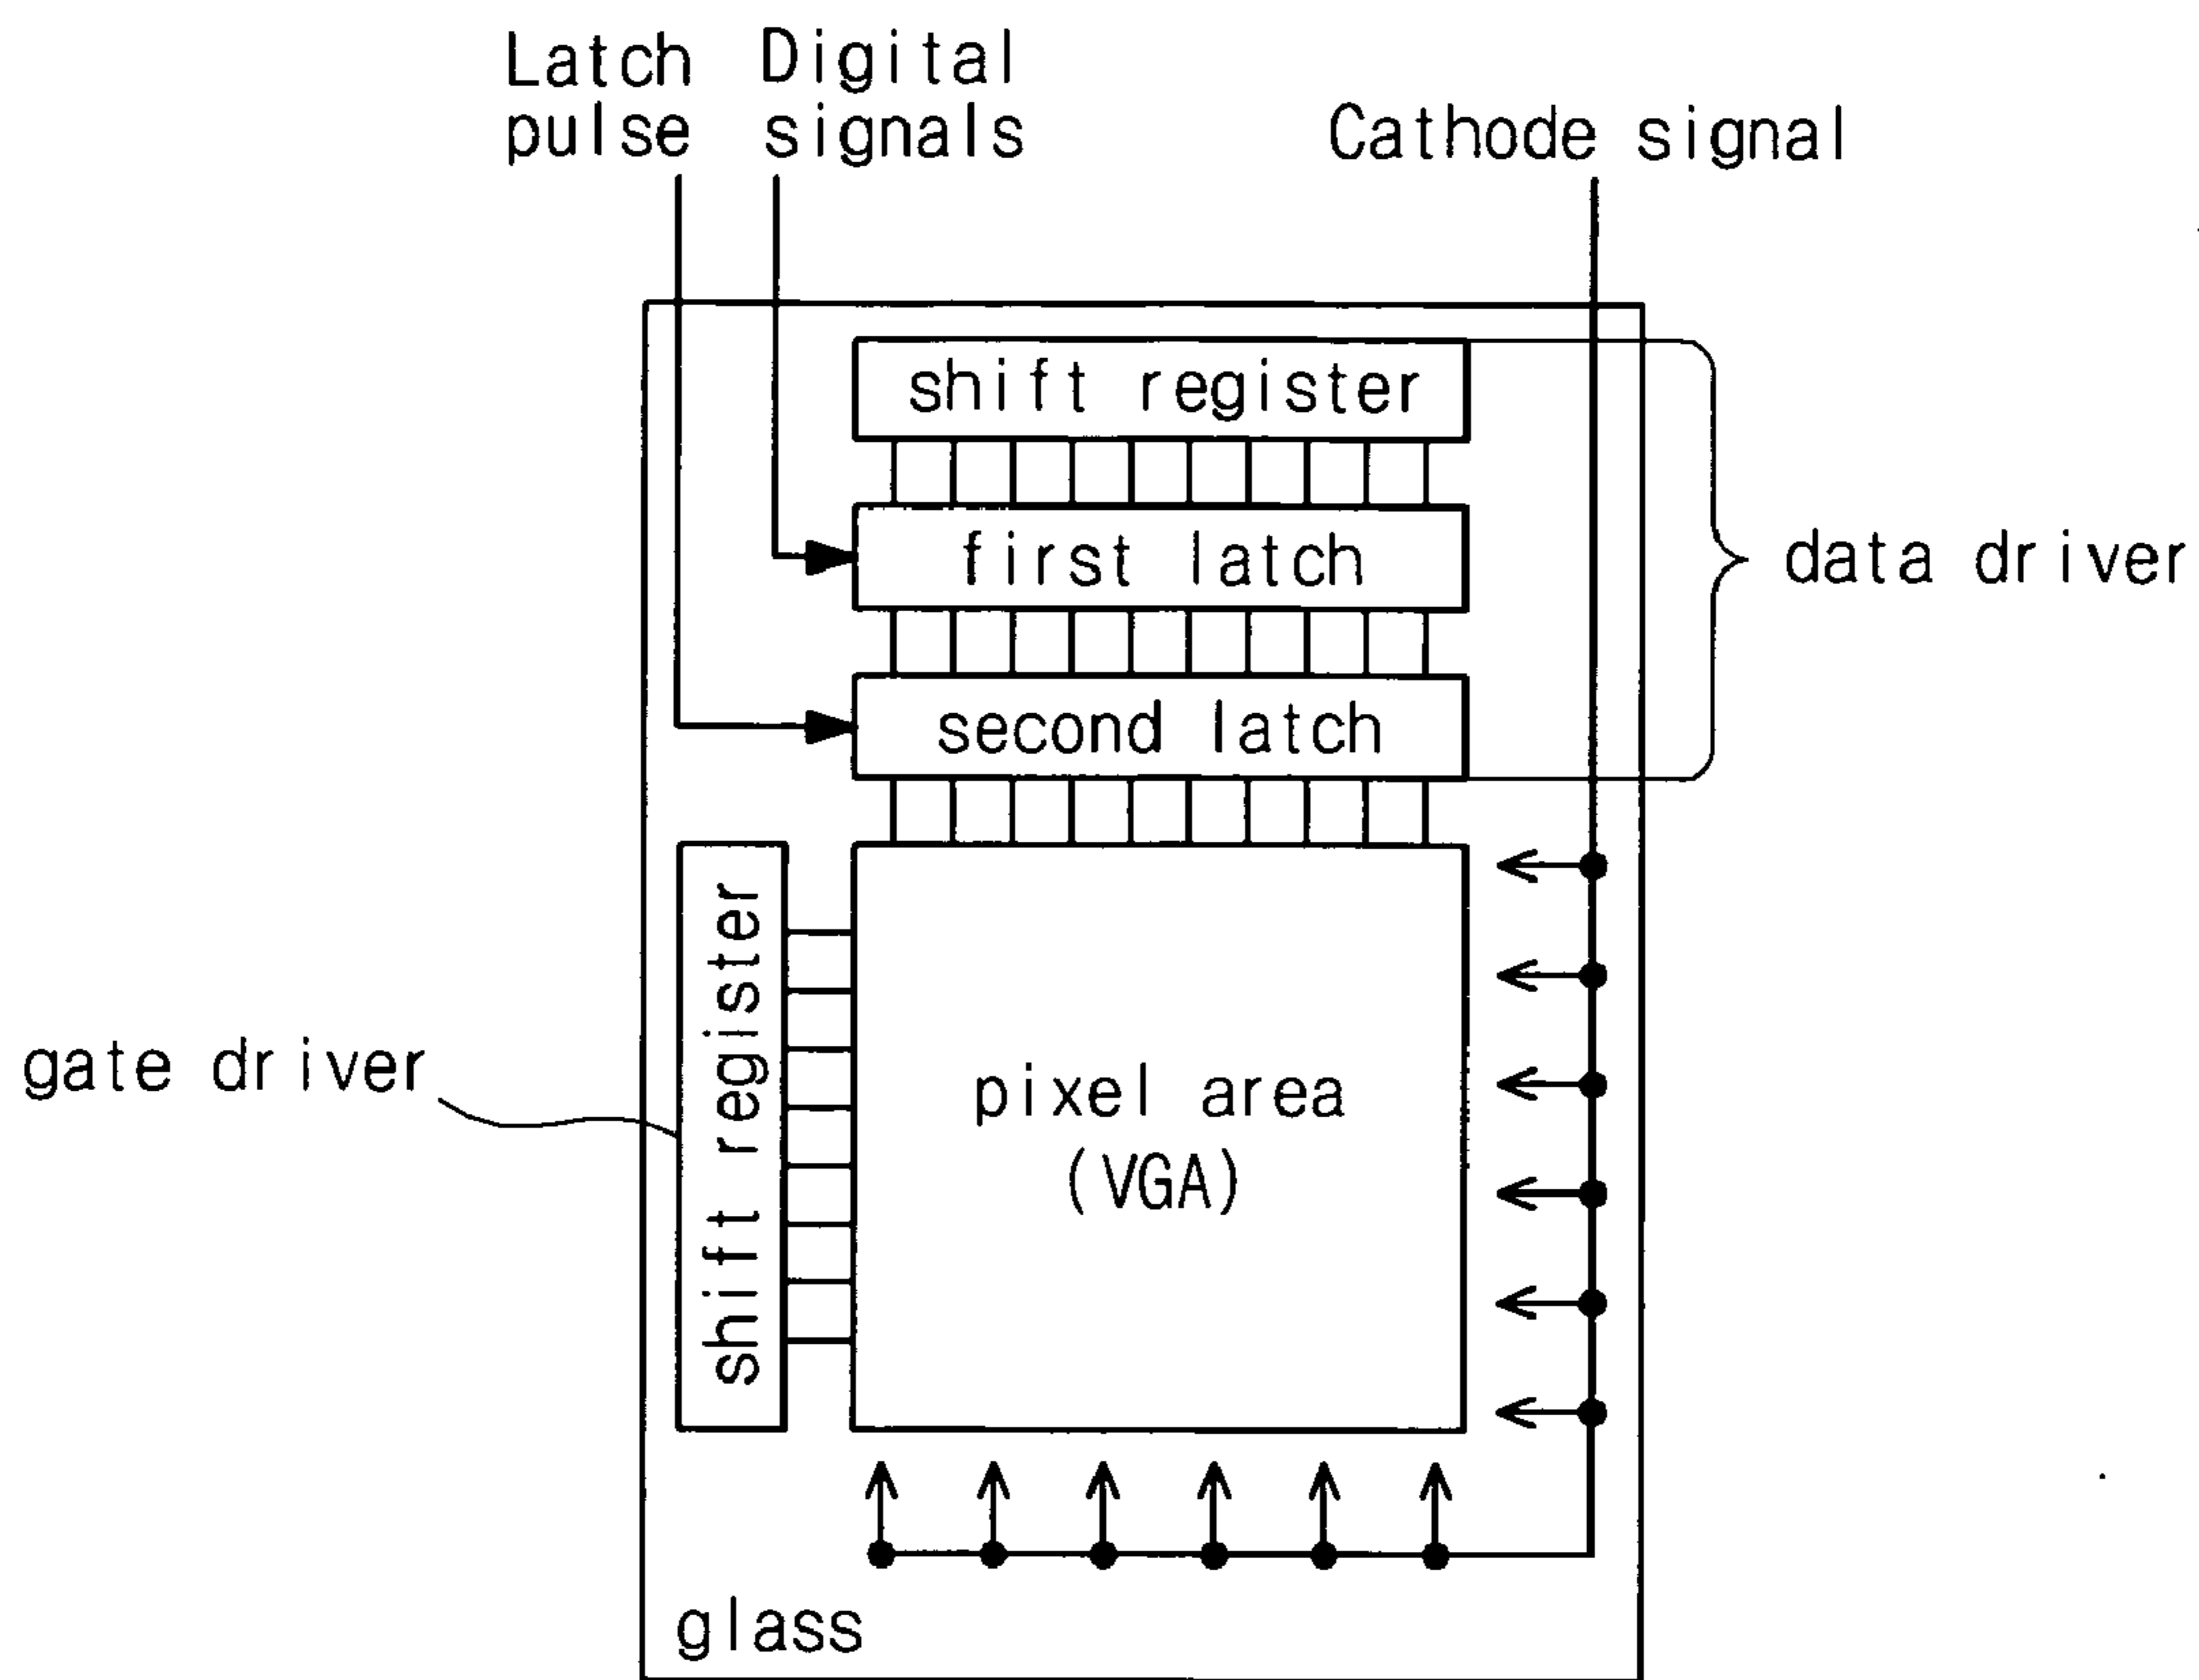 Latch
pulse
Digital
signals
Cathode signal
shift register
first latch
data driver
second latch
shift register
gate driver
pixel area
(VGA)
glass